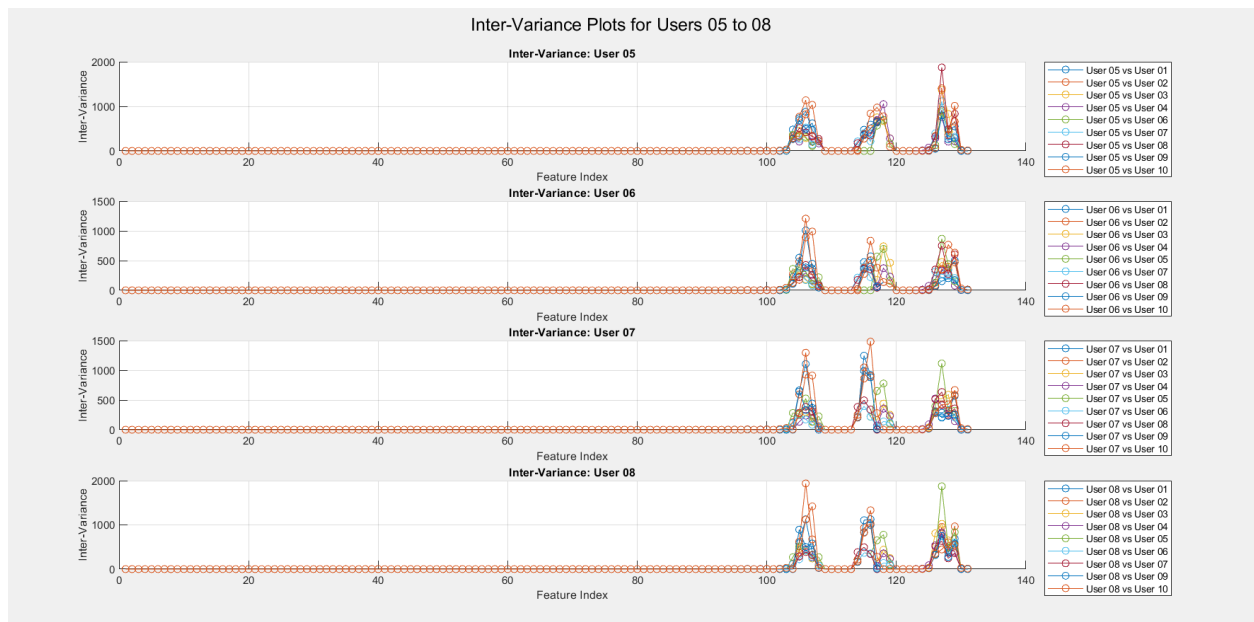 Inter-Variance Plots for Users 05 to 08
Inter-Variance: User 05
Inter-Variance
2000
1000
0
0 20 40 60 80 100 120 140
Feature Index
User 05 vs User 01
User 05 vs User 02
User 05 vs User 03
User 05 vs User 04
User 05 vs User 06
User 05 vs User 07
User 05 vs User 08
User 05 vs User 09
User 05 vs User 10
Inter-Variance: User 06
Inter-Variance
1500
1000
500
0
0 20 40 60 80 100 120 140
Feature Index
User 06 vs User 01
User 06 vs User 02
User 06 vs User 03
User 06 vs User 04
User 06 vs User 05
User 06 vs User 07
User 06 vs User 08
User 06 vs User 09
User 06 vs User 10
Inter-Variance: User 07
Inter-Variance
1500
1000
500
0
0 20 40 60 80 100 120 140
Feature Index
User 07 vs User 01
User 07 vs User 02
User 07 vs User 03
User 07 vs User 04
User 07 vs User 05
User 07 vs User 06
User 07 vs User 08
User 07 vs User 09
User 07 vs User 10
Inter-Variance: User 08
Inter-Variance
2000
1000
0
0 20 40 60 80 100 120 140
Feature Index
User 08 vs User 01
User 08 vs User 02
User 08 vs User 03
User 08 vs User 04
User 08 vs User 05
User 08 vs User 06
User 08 vs User 07
User 08 vs User 09
User 08 vs User 10